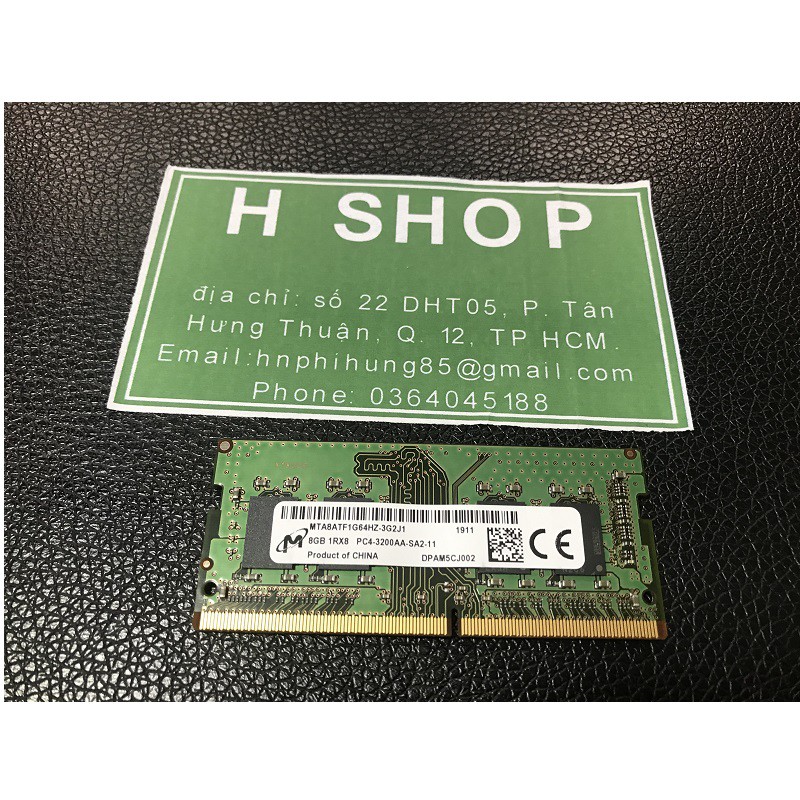 H SHOP
địa chỉ: số 22 DHT05, P. Tân
Hưng Thuận, Q. 12, TP HCM.
Email:hnphihung85@gmail.com
Phone: 0364045188
MTA8ATF1G64HZ-3G2J1 1911
8GB 1RX8 PC4-3200AA-SA2-11
Product of CHINA DPAM5CJ002
CE